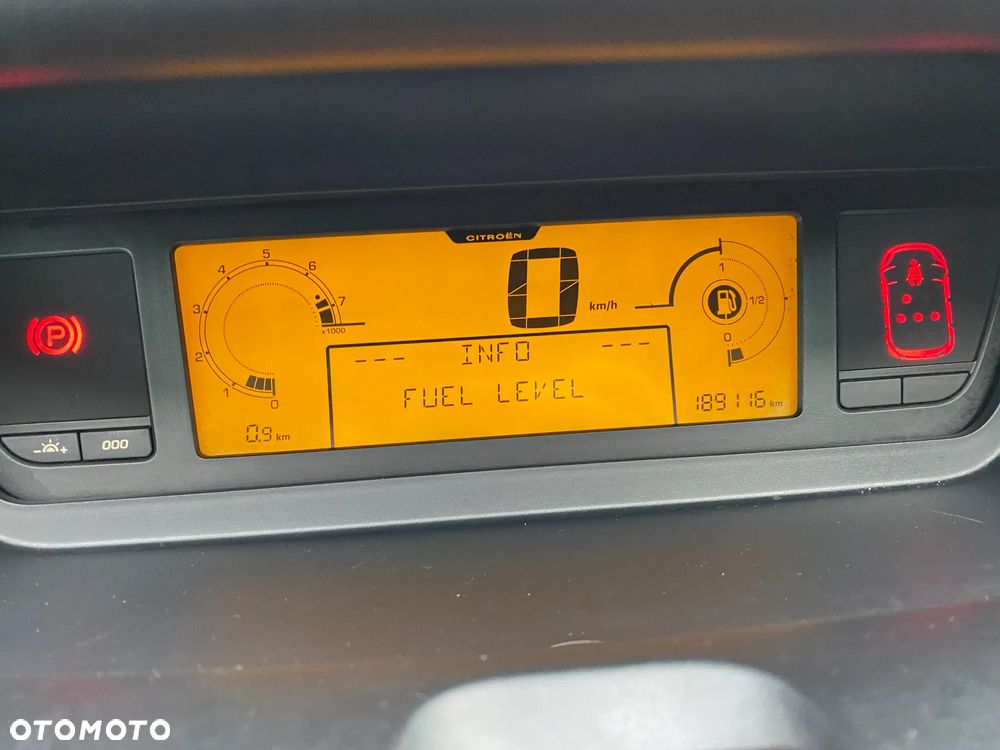 CITROËN
4 5 6
3 7
x1000
2
1 0
0.9 km
0 km/h
--- INFO ---
FUEL LEVEL
1
1/2
0
189116 km
P
- +
000
OTOMOTO